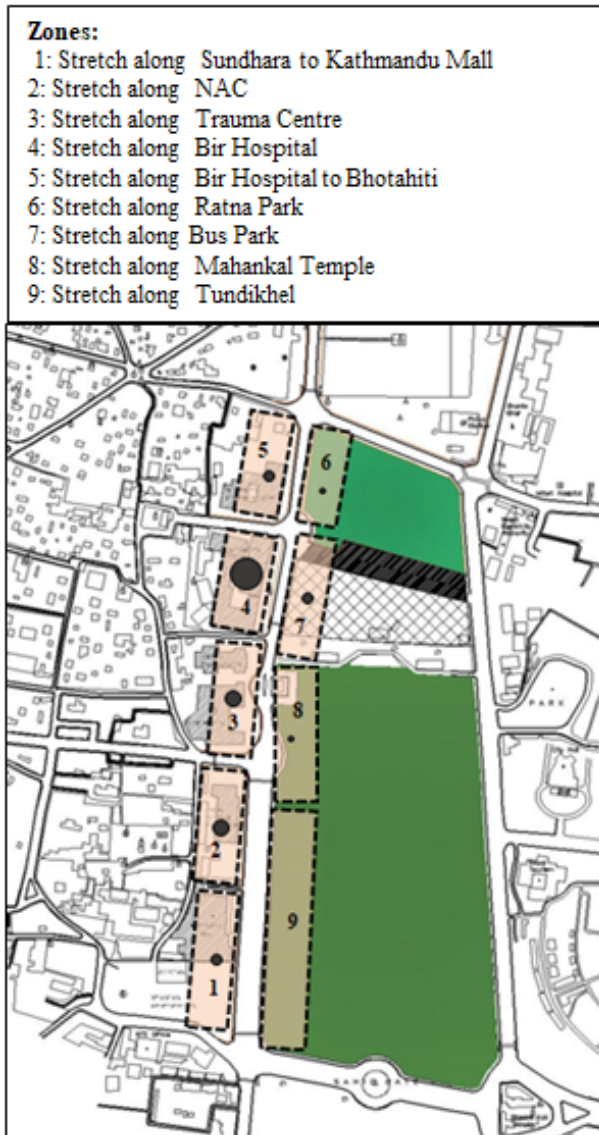 Zones:
1: Stretch along Sundhara to Kathmandu Mall
2: Stretch along NAC
3: Stretch along Trauma Centre
4: Stretch along Bir Hospital
5: Stretch along Bir Hospital to Bhotahiti
6: Stretch along Ratna Park
7: Stretch along Bus Park
8: Stretch along Mahankal Temple
9: Stretch along Tundikhel
5
6
4
7
3
8
PARK
2
9
1